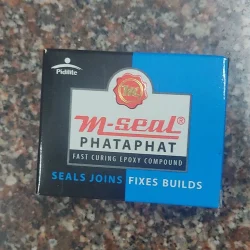 Pidilite
m-seal®
PHATAPHAT
FAST CURING EPOXY COMPOUND
SEALS JOINS FIXES BUILDS